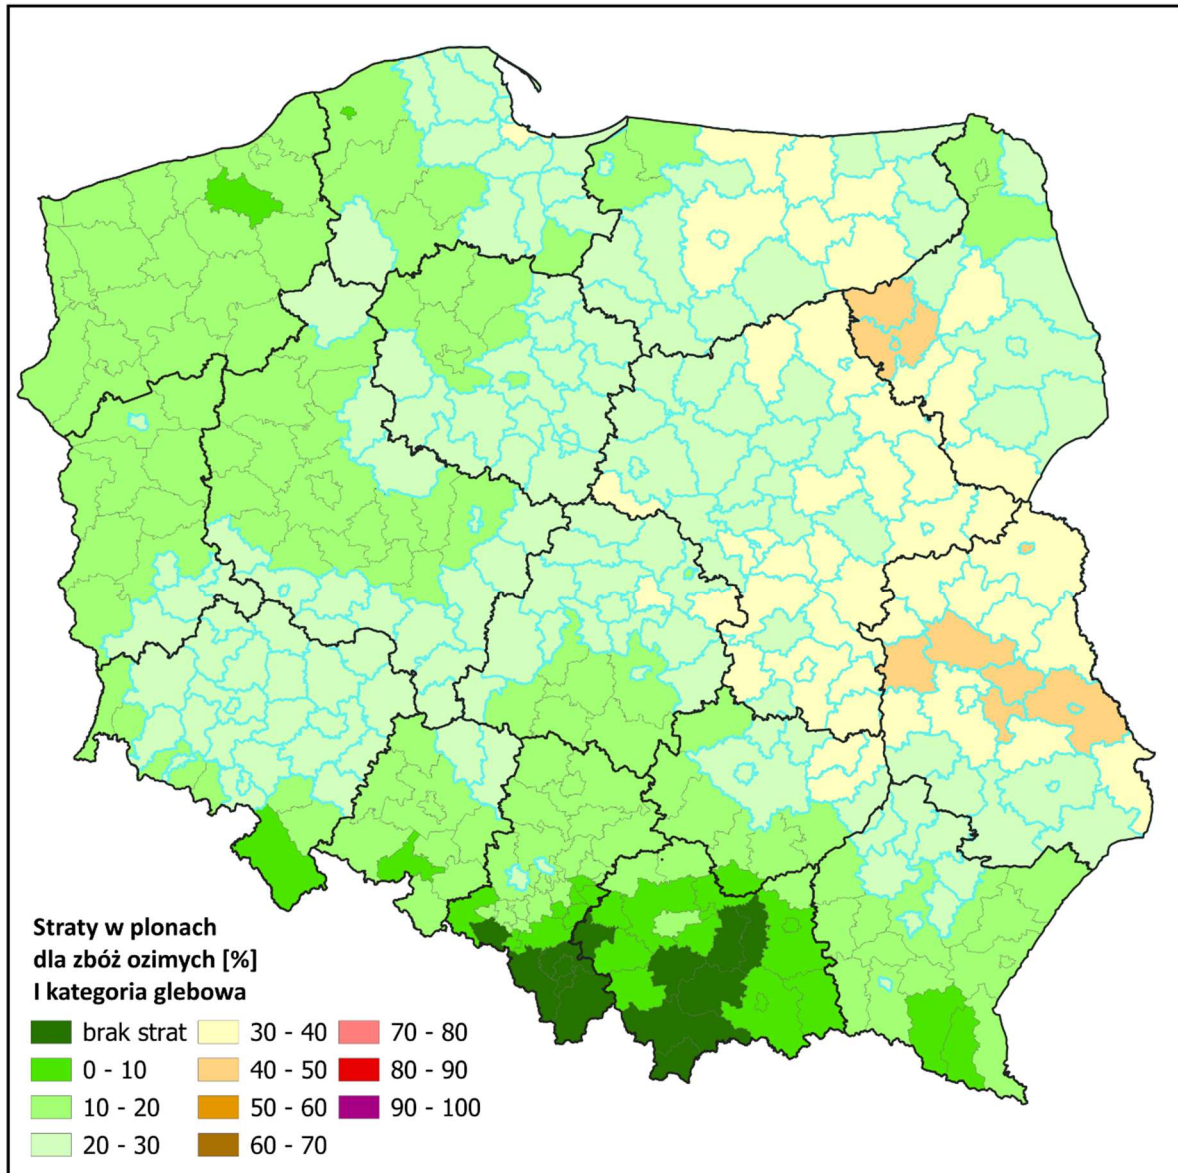 Straty w plonach
dla zbóż ozimych [%]
I kategoria glebowa
brak strat
0 - 10
10 - 20
20 - 30
30 - 40
40 - 50
50 - 60
60 - 70
70 - 80
80 - 90
90 - 100